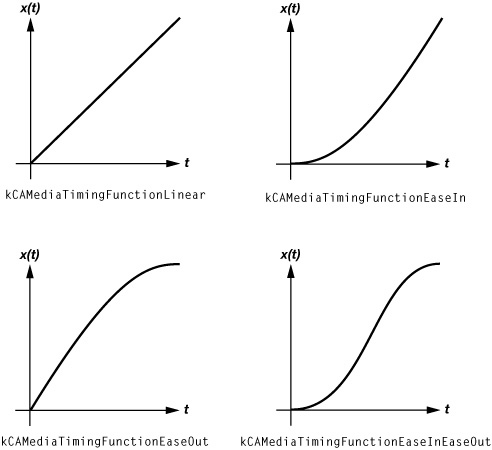 x(t)
t
kCAMediaTimingFunctionLinear
x(t)
t
kCAMediaTimingFunctionEaseIn
x(t)
t
kCAMediaTimingFunctionEaseOut
x(t)
t
kCAMediaTimingFunctionEaseInEaseOut